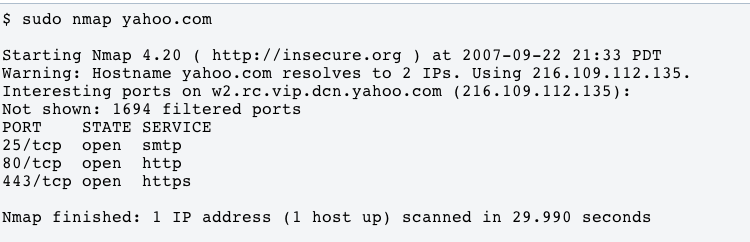 $ sudo nmap yahoo.com
Starting Nmap 4.20 ( http://insecure.org ) at 2007-09-22 21:33 PDT
Warning: Hostname yahoo.com resolves to 2 IPs. Using 216.109.112.135.
Interesting ports on w2.rc.vip.dcn.yahoo.com (216.109.112.135):
Not shown: 1694 filtered ports
PORT    STATE SERVICE
25/tcp  open  smtp
80/tcp  open  http
443/tcp open  https
Nmap finished: 1 IP address (1 host up) scanned in 29.990 seconds